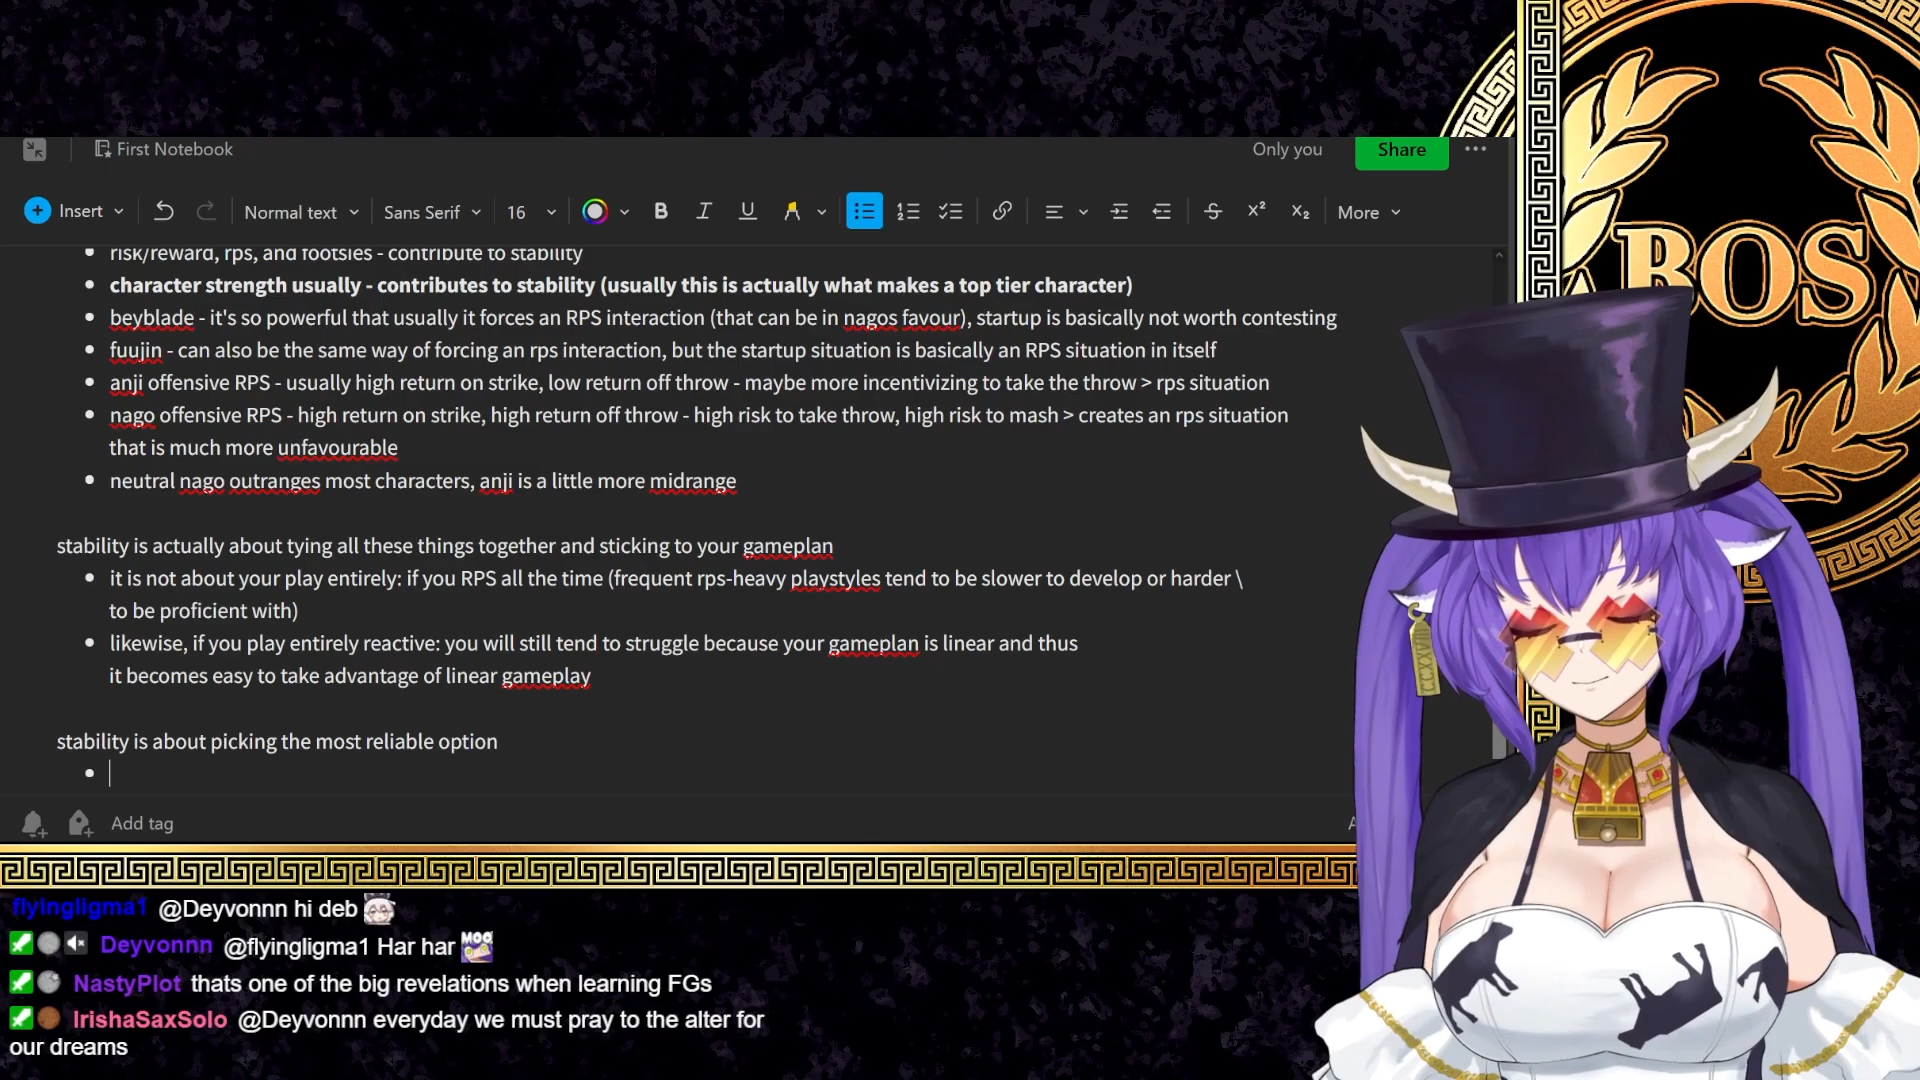 First Notebook
Only you
Share
Insert
Normal text
Sans Serif
16
B
I
U
S
X²
X₂
More
risk/reward, rps, and footsies - contribute to stability
character strength usually - contributes to stability (usually this is actually what makes a top tier character)
beyblade - it's so powerful that usually it forces an RPS interaction (that can be in nagos favour), startup is basically not worth contesting
fuujin - can also be the same way of forcing an rps interaction, but the startup situation is basically an RPS situation in itself
anji offensive RPS - usually high return on strike, low return off throw - maybe more incentivizing to take the throw > rps situation
nago offensive RPS - high return on strike, high return off throw - high risk to take throw, high risk to mash > creates an rps situation
that is much more unfavourable
neutral nago outranges most characters, anji is a little more midrange
stability is actually about tying all these things together and sticking to your gameplan
it is not about your play entirely: if you RPS all the time (frequent rps-heavy playstyles tend to be slower to develop or harder \
to be proficient with)
likewise, if you play entirely reactive: you will still tend to struggle because your gameplan is linear and thus
it becomes easy to take advantage of linear gameplay
stability is about picking the most reliable option
Add tag
flyingligma1 @Deyvonnn hi deb
Deyvonnn @flyingligma1 Har har MOO
NastyPlot thats one of the big revelations when learning FGs
IrishaSaxSolo @Deyvonnn everyday we must pray to the alter for
our dreams
BOS